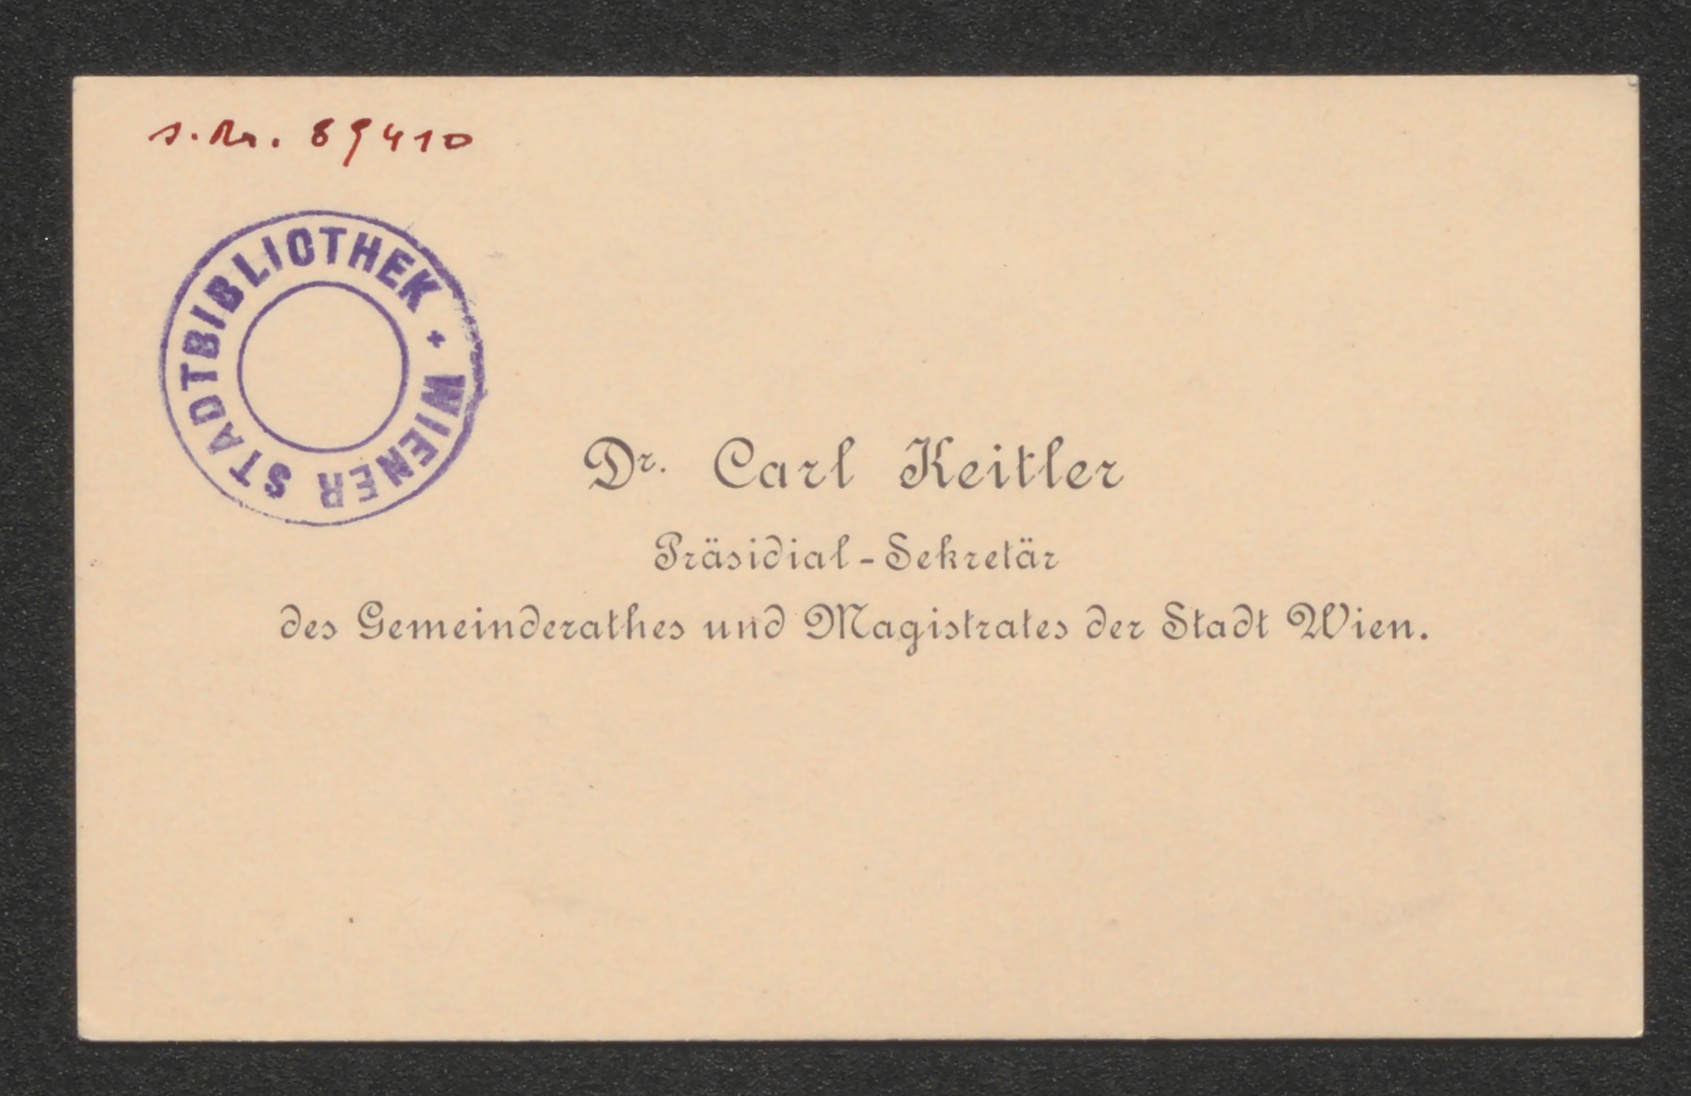 s. Nr. 89410
WIENER STADTBIBLIOTHEK +
Dr. Carl Keitler
Präsidial-Sekretär
des Gemeinderathes und Magistrates der Stadt Wien.